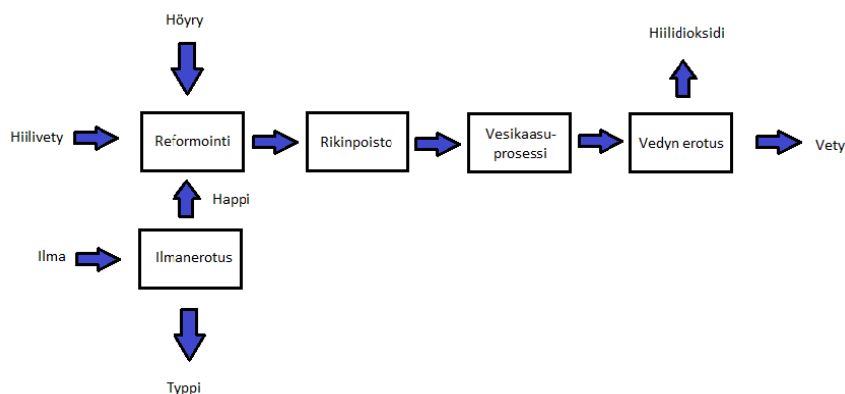 Höyry
Hiilidioksidi
Hiilivety
Reformointi
Rikinpoisto
Vesikaasu-
prosessi
Vedyn erotus
Vety
Happi
Ilma
Ilmanerotus
Typpi